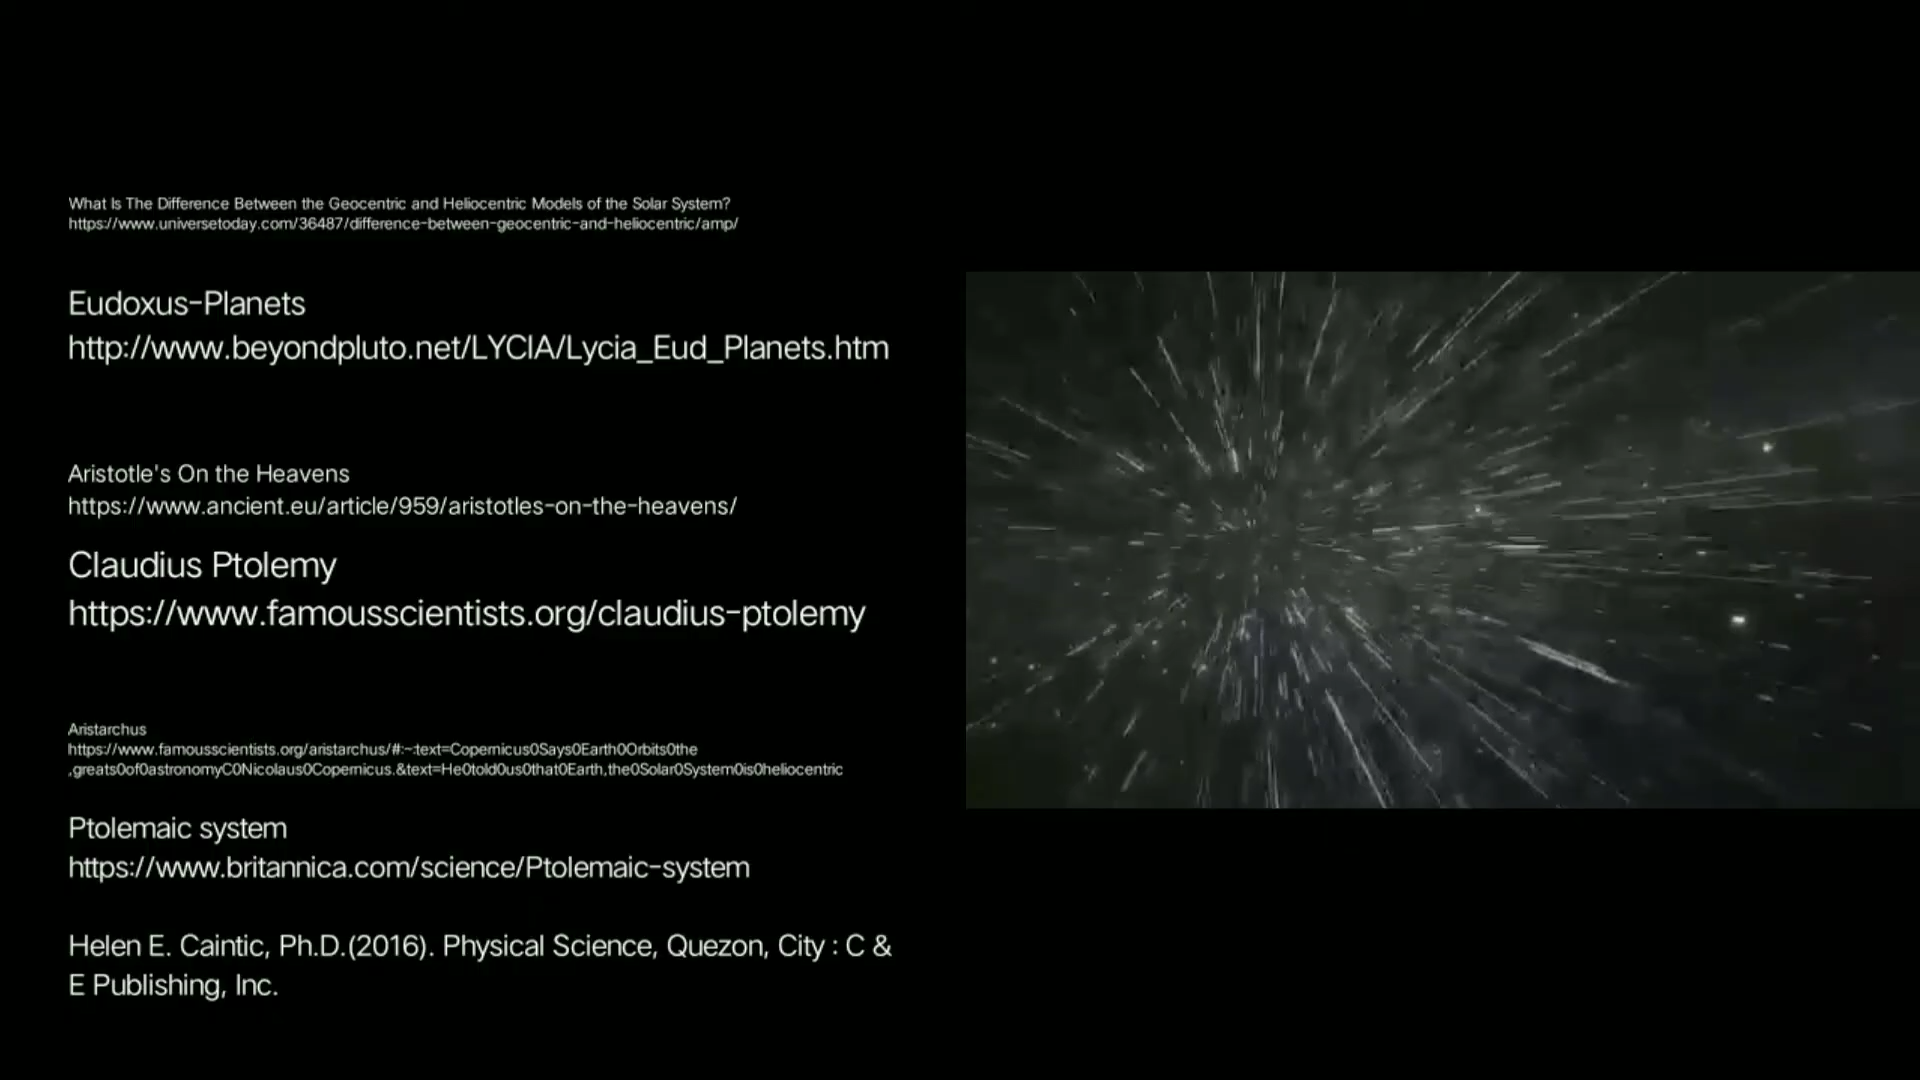 What Is The Difference Between the Geocentric and Heliocentric Models of the Solar System?
https://www.universetoday.com/36487/difference-between-geocentric-and-heliocentric/amp/
Eudoxus-Planets
http://www.beyondpluto.net/LYCIA/Lycia_Eud_Planets.htm
Aristotle's On the Heavens
https://www.ancient.eu/article/959/aristotles-on-the-heavens/
Claudius Ptolemy
https://www.famousscientists.org/claudius-ptolemy
Aristarchus
https://www.famousscientists.org/aristarchus/#:~:text=Copernicus0Says0Earth0Orbits0the
,greats0of0astronomyC0Nicolaus0Copernicus.&text=He0told0us0that0Earth,the0Solar0System0is0heliocentric
Ptolemaic system
https://www.britannica.com/science/Ptolemaic-system
Helen E. Caintic, Ph.D.(2016). Physical Science, Quezon, City : C &
E Publishing, Inc.